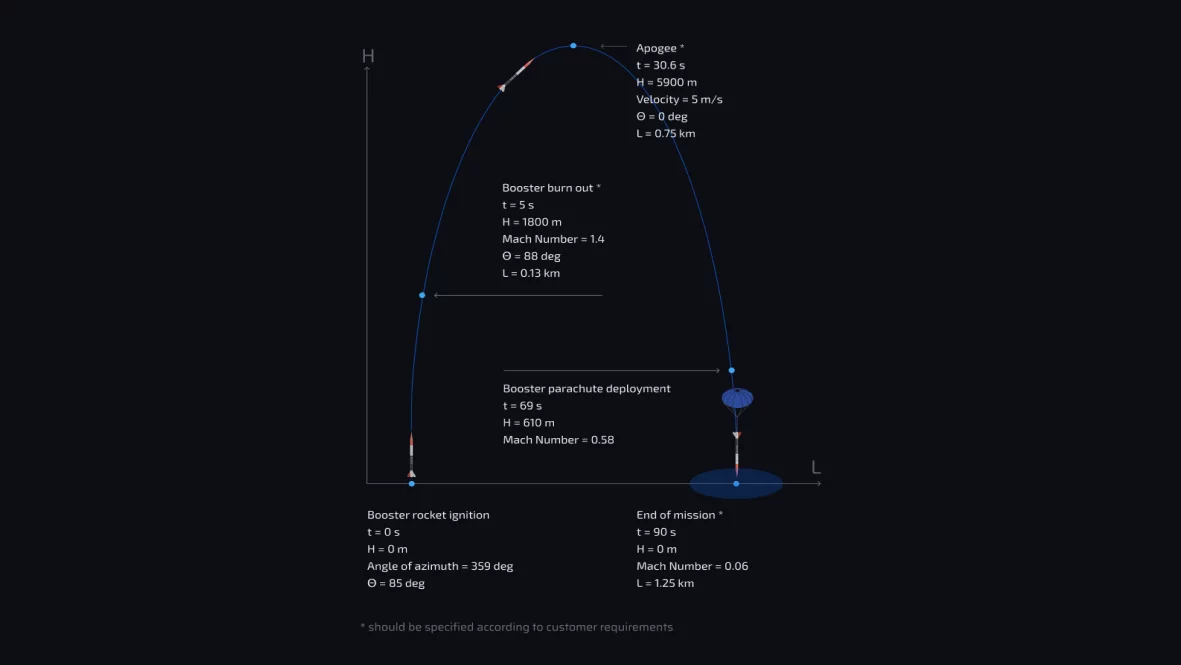 H
Apogee *
t = 30.6 s
H = 5900 m
Velocity = 5 m/s
Θ = 0 deg
L = 0.75 km
Booster burn out *
t = 5 s
H = 1800 m
Mach Number = 1.4
Θ = 88 deg
L = 0.13 km
Booster parachute deployment
t = 69 s
H = 610 m
Mach Number = 0.58
L
Booster rocket ignition
t = 0 s
H = 0 m
Angle of azimuth = 359 deg
Θ = 85 deg
End of mission *
t = 90 s
H = 0 m
Mach Number = 0.06
L = 1.25 km
* should be specified according to customer requirements